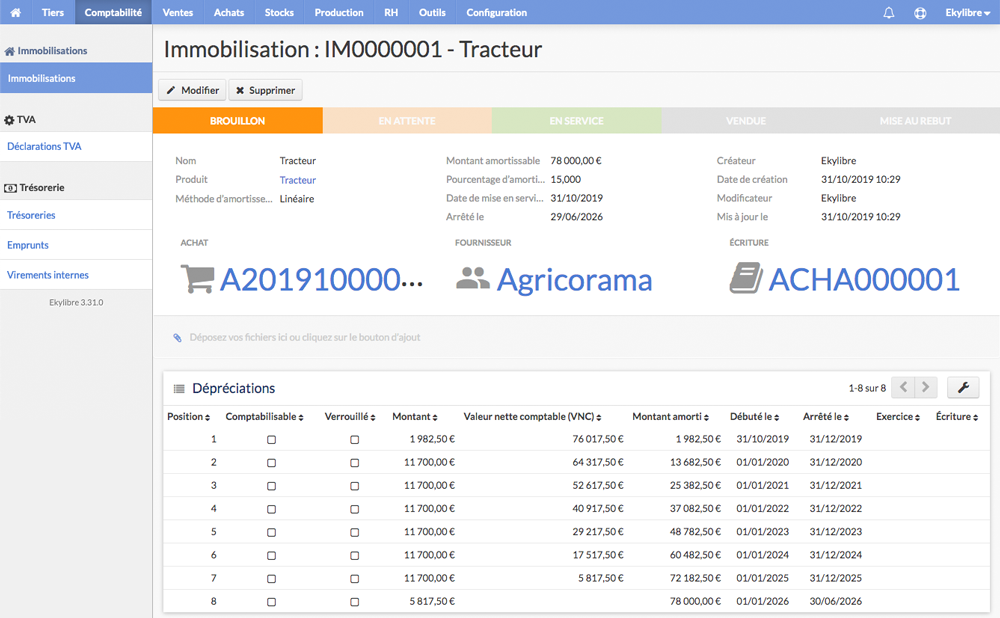 Tiers Comptabilité Ventes Achats Stocks Production RH Outils Configuration Ekylibre
Immobilisations
Immobilisations
TVA
Déclarations TVA
Trésorerie
Trésoreries
Emprunts
Virements internes
Ekylibre 3.31.0
Immobilisation : IM0000001 - Tracteur
Modifier Supprimer
BROUILLON EN ATTENTE EN SERVICE VENDUE MISE AU REBUT
Nom Tracteur Montant amortissable 78 000,00 € Créateur Ekylibre
Produit Tracteur Pourcentage d'amorti... 15,000 Date de création 31/10/2019 10:29
Méthode d'amortisse... Linéaire Date de mise en servi... 31/10/2019 Modificateur Ekylibre
Arrêté le 29/06/2026 Mis à jour le 31/10/2019 10:29
ACHAT FOURNISSEUR ÉCRITURE
A201910000... Agricorama ACHA000001
Déposez vos fichiers ici ou cliquez sur le bouton d'ajout
Dépréciations 1-8 sur 8
Position Comptabilisable Verrouillé Montant Valeur nette comptable (VNC) Montant amorti Débuté le Arrêté le Exercice Écriture
1 1 982,50 € 76 017,50 € 1 982,50 € 31/10/2019 31/12/2019
2 11 700,00 € 64 317,50 € 13 682,50 € 01/01/2020 31/12/2020
3 11 700,00 € 52 617,50 € 25 382,50 € 01/01/2021 31/12/2021
4 11 700,00 € 40 917,50 € 37 082,50 € 01/01/2022 31/12/2022
5 11 700,00 € 29 217,50 € 48 782,50 € 01/01/2023 31/12/2023
6 11 700,00 € 17 517,50 € 60 482,50 € 01/01/2024 31/12/2024
7 11 700,00 € 5 817,50 € 72 182,50 € 01/01/2025 31/12/2025
8 5 817,50 € 78 000,00 € 01/01/2026 30/06/2026